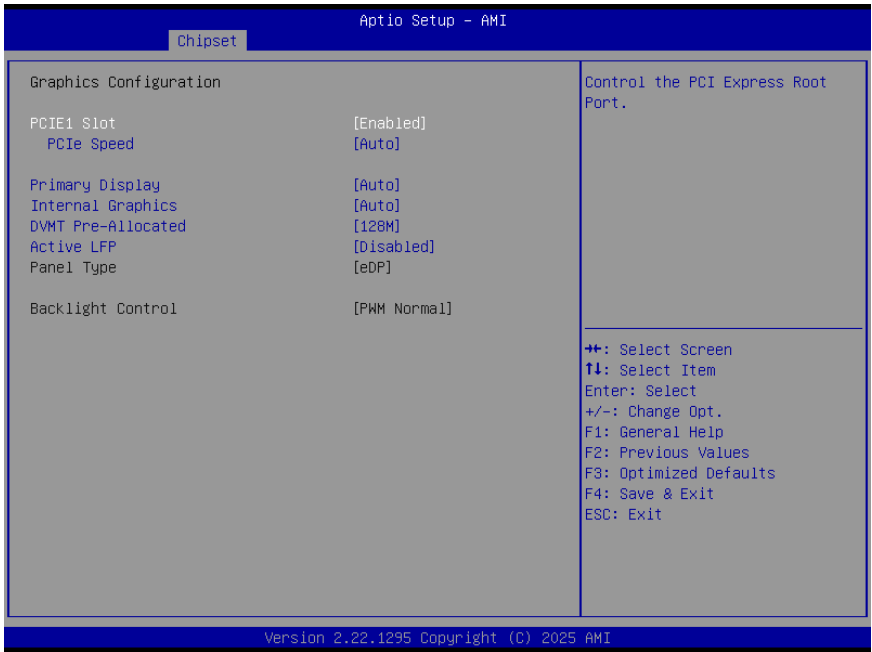 Aptio Setup – AMI
Chipset
Graphics Configuration
PCIE1 Slot [Enabled]
PCIe Speed [Auto]
Primary Display [Auto]
Internal Graphics [Auto]
DVMT Pre-Allocated [128M]
Active LFP [Disabled]
Panel Type [eDP]
Backlight Control [PWM Normal]
Control the PCI Express Root
Port.
→←: Select Screen
↑↓: Select Item
Enter: Select
+/-: Change Opt.
F1: General Help
F2: Previous Values
F3: Optimized Defaults
F4: Save & Exit
ESC: Exit
Version 2.22.1295 Copyright (C) 2025 AMI